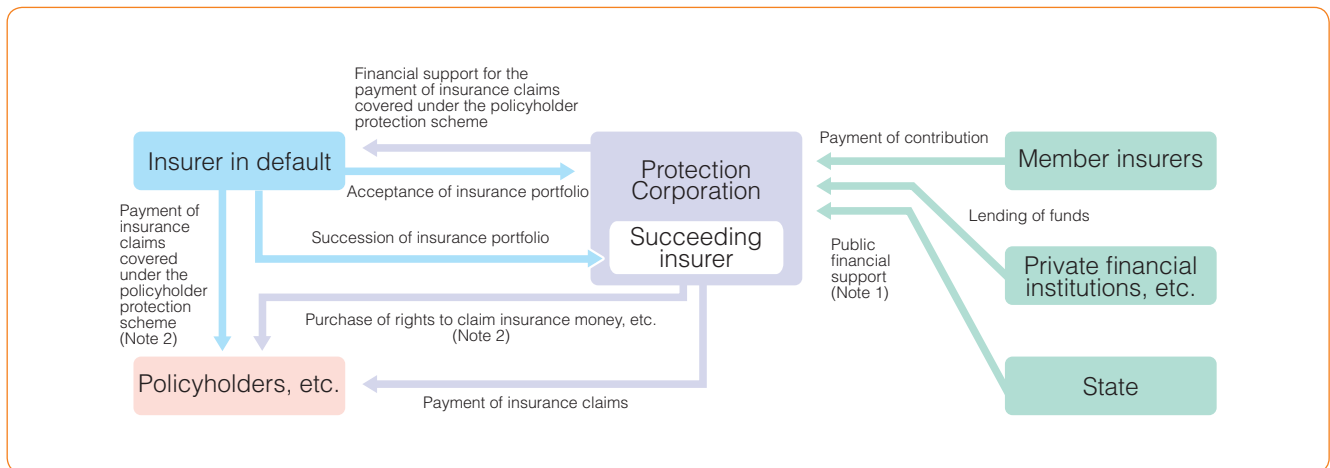 Financial support for the
payment of insurance claims
covered under the policyholder
protection scheme
Insurer in default
Acceptance of insurance portfolio
Protection
Corporation
Payment of contribution
Member insurers
Payment of
insurance
claims
covered
under the
policyholder
protection
scheme
(Note 2)
Succession of insurance portfolio
Succeeding
insurer
Lending of funds
Public
financial
support
(Note 1)
Private financial
institutions, etc.
Purchase of rights to claim insurance money, etc.
(Note 2)
Policyholders, etc.
Payment of insurance claims
State